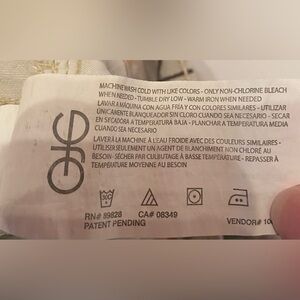 MACHINE WASH COLD WITH LIKE COLORS - ONLY NON-CHLORINE BLEACH
WHEN NEEDED - TUMBLE DRY LOW - WARM IRON WHEN NEEDED
LAVAR A MAQUINA CON AGUA FRIA Y CON COLORES SIMILARES - UTILIZAR
ÚNICAMENTE BLANQUEADOR SIN CLORO CUANDO SEA NECESARIO - SECAR
EN SECADORA A TEMPERATURA BAJA - PLANCHAR A TEMPERATURA MEDIA
CUANDO SEA NECESARIO
LAVER À LA MACHINE À L'EAU FROIDE AVEC DES COULEURS SIMILAIRES -
UTILISER SEULEMENT UN AGENT DE BLANCHIMENT NON CHLORÉ AU
BESOIN - SÉCHER PAR CULBUTAGE À BASSE TEMPÉRATURE - REPASSER À
TEMPÉRATURE MOYENNE AU BESOIN
RN# 89828 CA# 08349 VENDOR# 10
PATENT PENDING